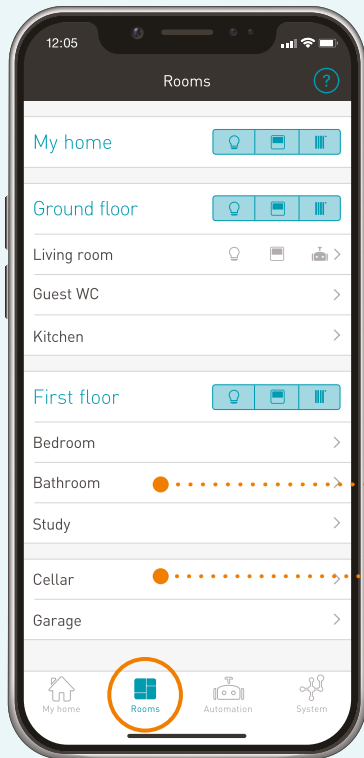 12:05
Rooms
?
My home
Ground floor
Living room
Guest WC
Kitchen
First floor
Bedroom
Bathroom
Study
Cellar
Garage
My home Rooms Automation System